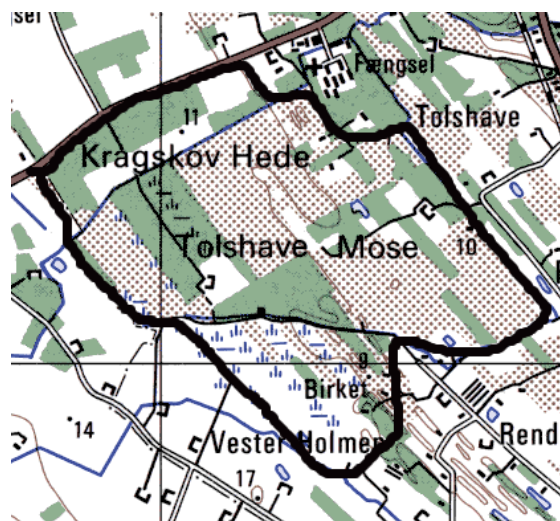 sel
Fængsel
11
Tolshave
Kragskov Hede
Tolshave Mose
10
9
Birket
14
Vester Holmen
Rend
17